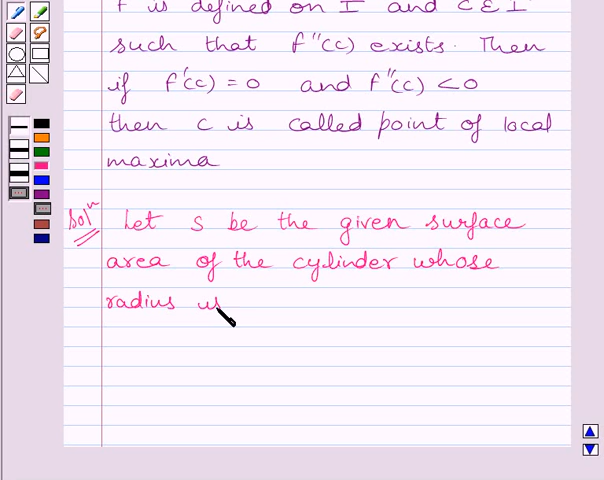 f is defined on I and C ε I
such that f"(c) exists. Then
if f'(c) = 0 and f"(c) < 0
then c is called point of local
maxima
Solⁿ Let S be the given surface
area of the cylinder whose
radius is